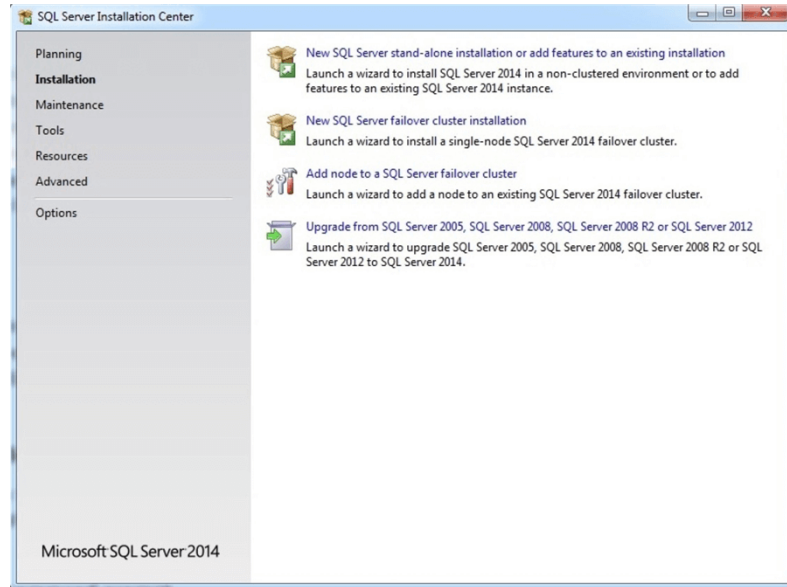 SQL Server Installation Center
Planning
Installation
Maintenance
Tools
Resources
Advanced
Options
New SQL Server stand-alone installation or add features to an existing installation
Launch a wizard to install SQL Server 2014 in a non-clustered environment or to add
features to an existing SQL Server 2014 instance.
New SQL Server failover cluster installation
Launch a wizard to install a single-node SQL Server 2014 failover cluster.
Add node to a SQL Server failover cluster
Launch a wizard to add a node to an existing SQL Server 2014 failover cluster.
Upgrade from SQL Server 2005, SQL Server 2008, SQL Server 2008 R2 or SQL Server 2012
Launch a wizard to upgrade SQL Server 2005, SQL Server 2008, SQL Server 2008 R2 or SQL
Server 2012 to SQL Server 2014.
Microsoft SQL Server 2014